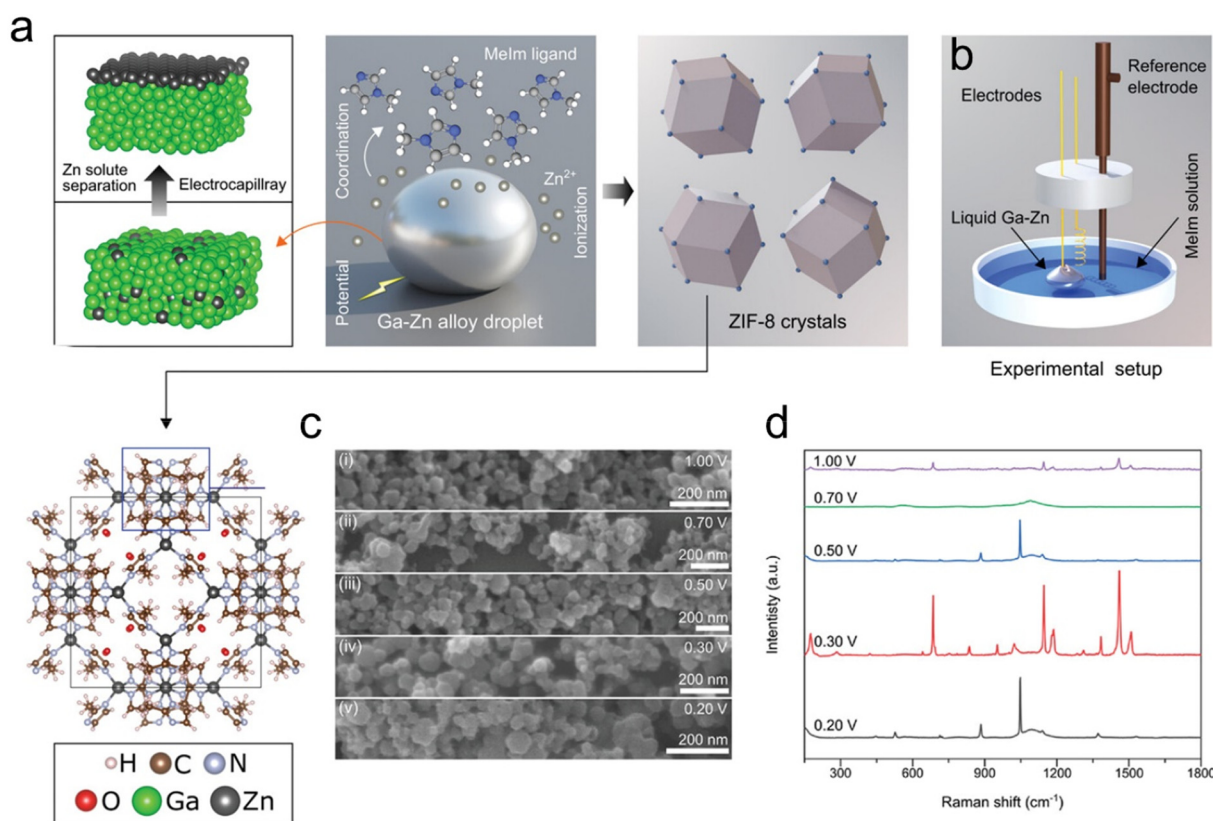 a
Zn solute
separation
Electrocapillray
MeIm ligand
Coordination
Zn2+
Ionization
Potential
Ga-Zn alloy droplet
ZIF-8 crystals
b
Electrodes
Reference
electrode
Liquid Ga-Zn
MeIm solution
Experimental setup
H C N
O Ga Zn
c
(i) 1.00 V
200 nm
(ii) 0.70 V
200 nm
(iii) 0.50 V
200 nm
(iv) 0.30 V
200 nm
(v) 0.20 V
200 nm
d
Intentisty (a.u.)
1.00 V
0.70 V
0.50 V
0.30 V
0.20 V
300 600 900 1200 1500 1800
Raman shift (cm-1)